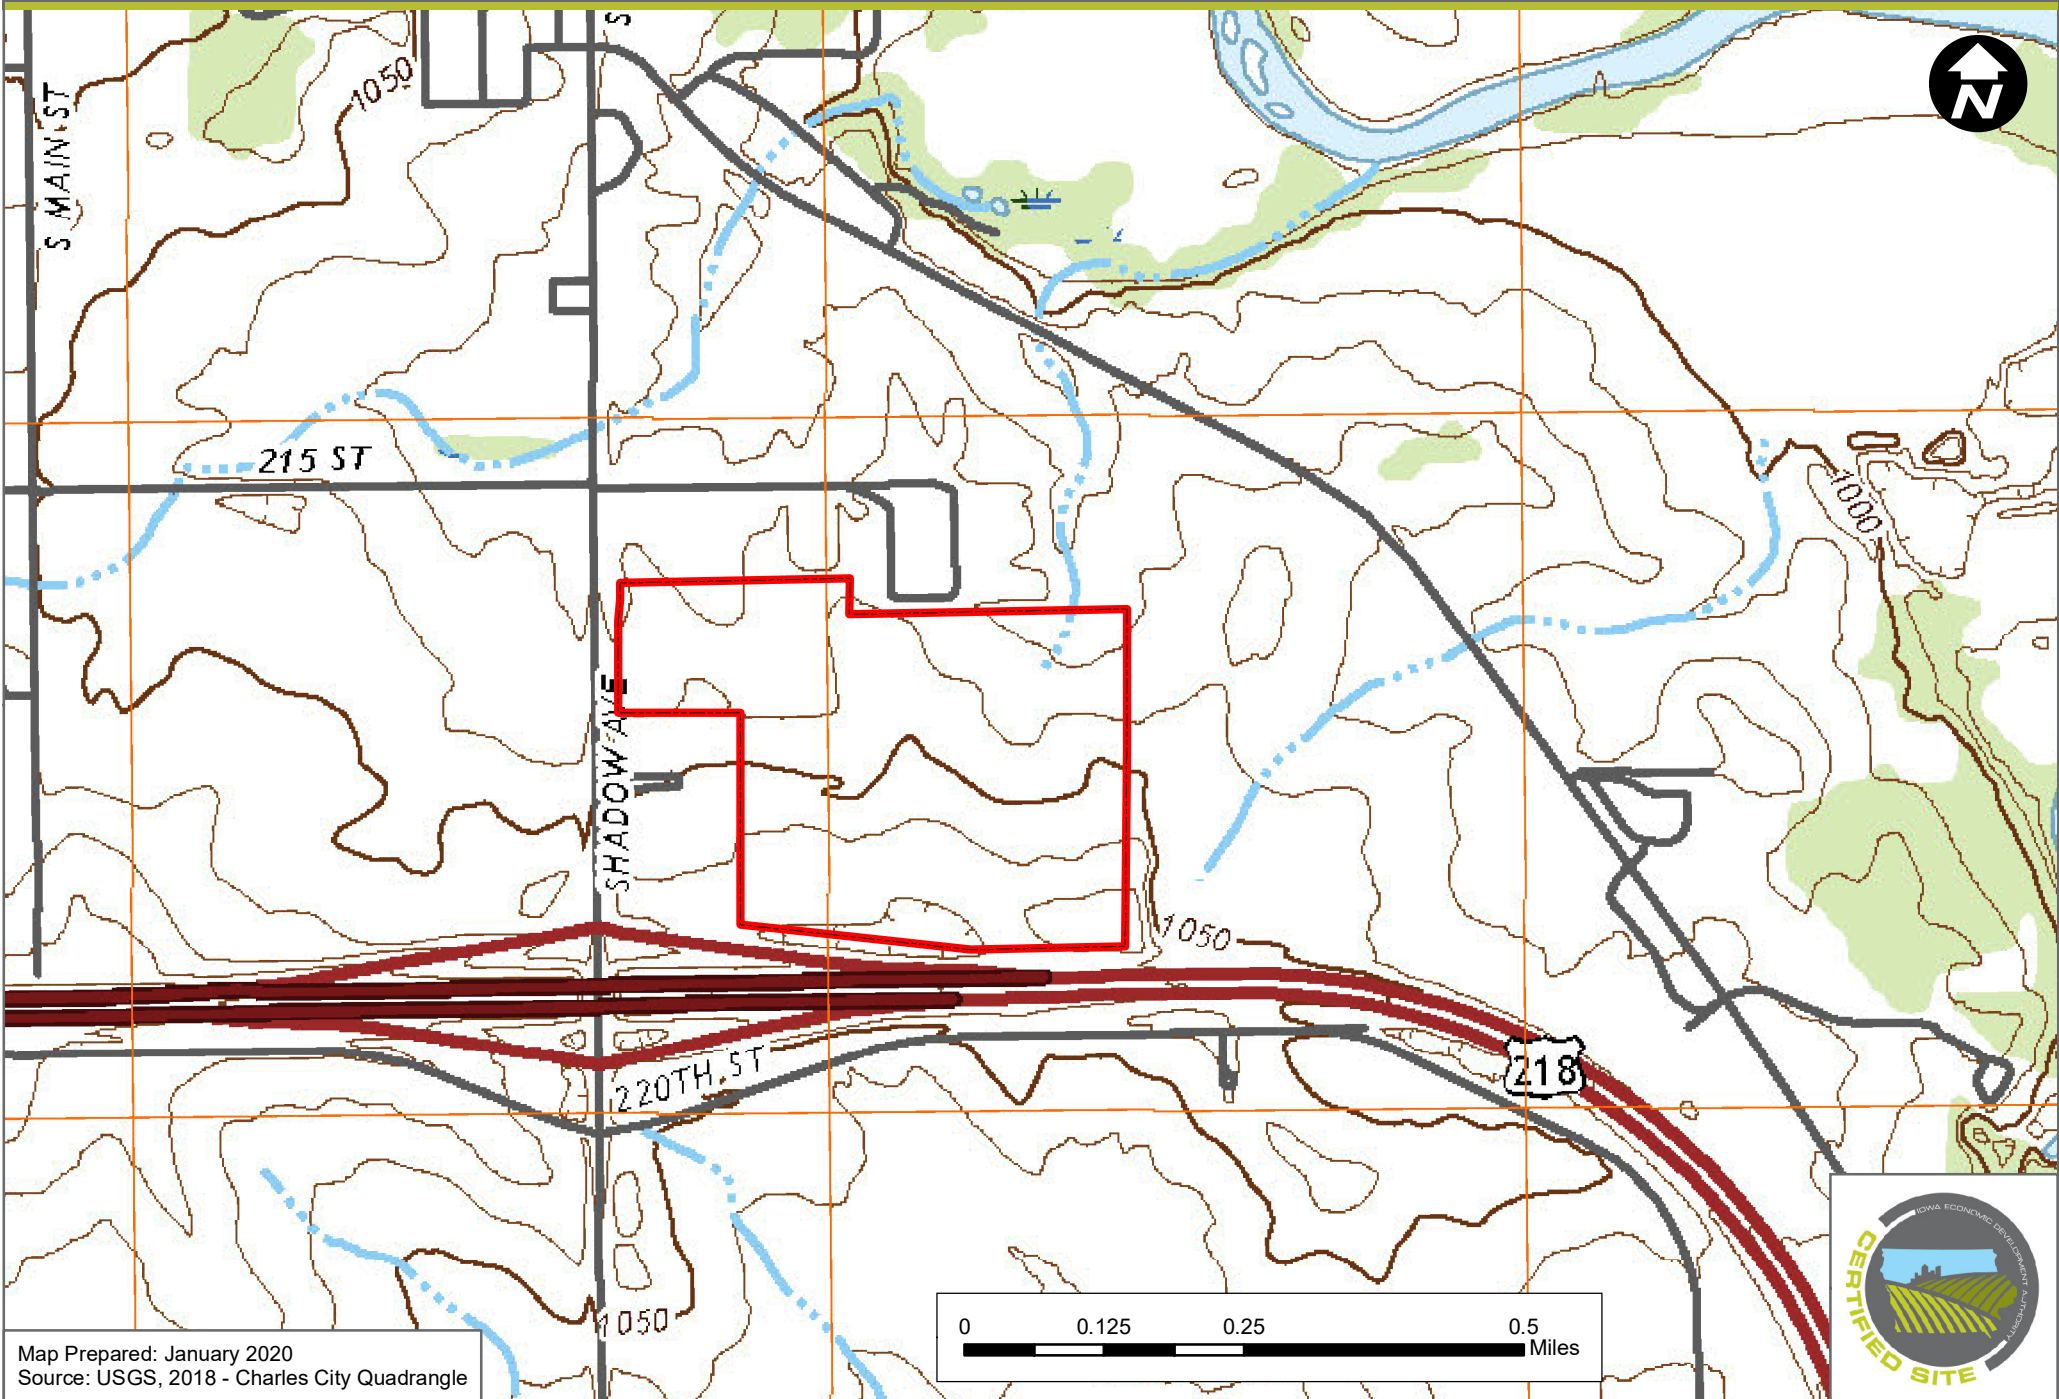 S
N
1050
S MAIN ST
215 ST
1000
SHADOW AVE
1050
220TH ST
218
1050
0 0.125 0.25 0.5
Miles
Map Prepared: January 2020
Source: USGS, 2018 - Charles City Quadrangle
IOWA ECONOMIC DEVELOPMENT AUTHORITY
CERTIFIED SITE